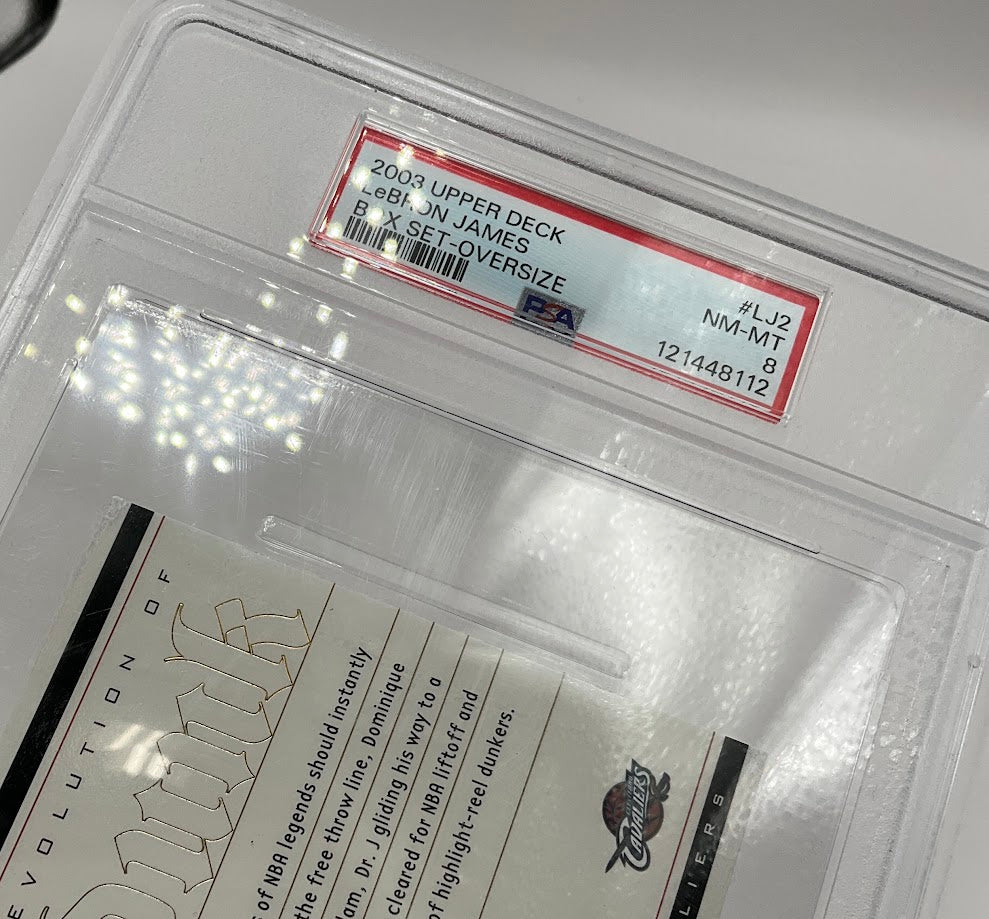 2003 UPPER DECK
LeBRON JAMES
BOX SET-OVERSIZE
#LJ2
NM-MT
8
121448112
PSA
EVOLUTION OF
Dunk
of NBA legends should instantly
the free throw line, Dominique
Dr. J gliding his way to a
cleared for NBA liftoff and
of highlight-reel dunkers.
CAVALIERS
LIERS